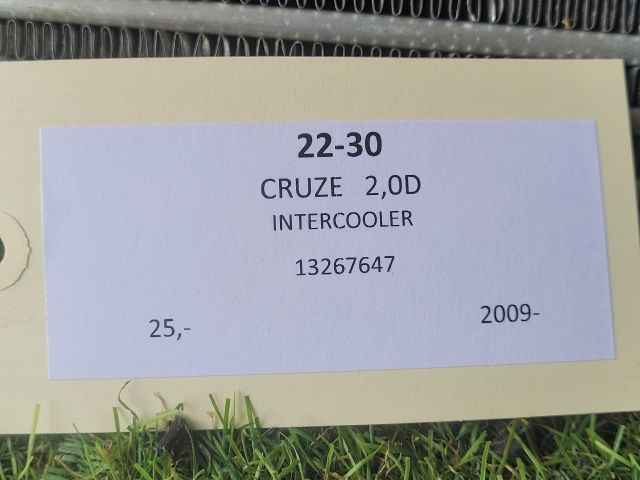 22-30
CRUZE 2,0D
INTERCOOLER
13267647
25,- 2009-